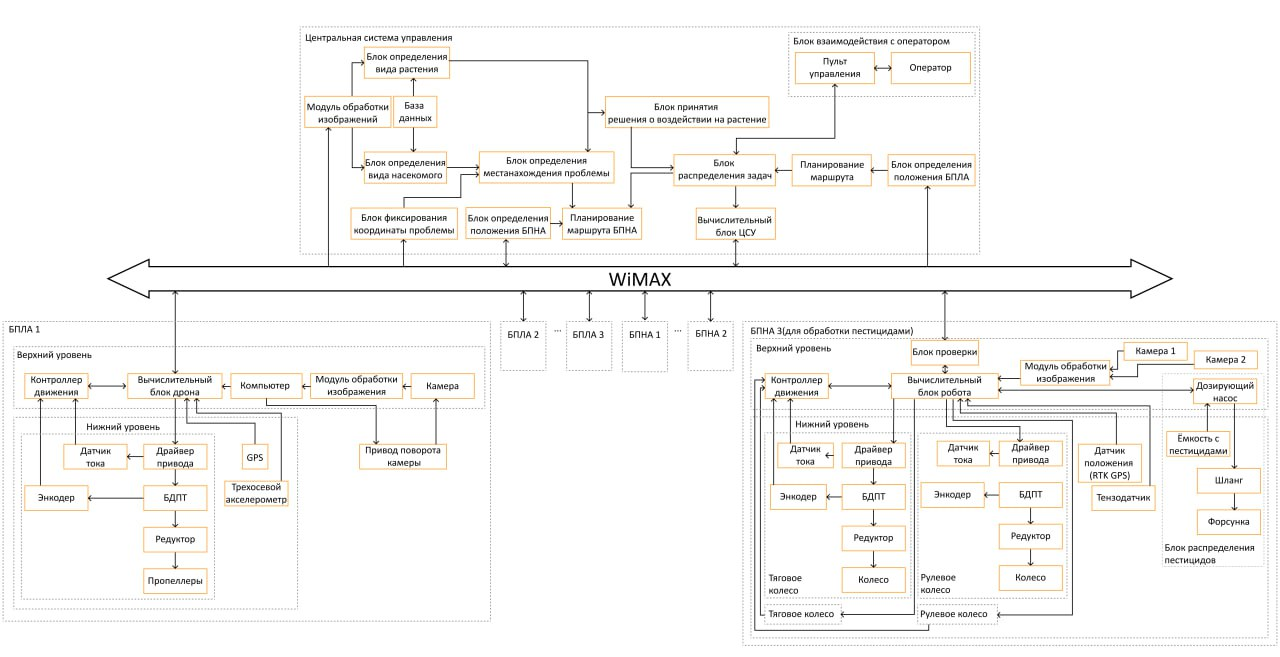 Центральная система управления
Блок взаимодействия с оператором
Блок определения
вида растения
Пульт
управления
Оператор
Модуль обработки
изображений
База
данных
Блок принятия
решения о воздействии на растение
Блок определения
вида насекомого
Блок определения
местанахождения проблемы
Блок
распределения задач
Планирование
маршрута
Блок определения
положения БПЛА
Блок фиксирования
координаты проблемы
Блок определения
положения БПНА
Планирование
маршрута БПНА
Вычислительный
блок ЦСУ
WiMAX
БПЛА 1
БПЛА 2
...
БПЛА 3
БПНА 1
...
БПНА 2
БПНА 3(для обработки пестицидами)
Верхний уровень
Контроллер
движения
Вычислительный
блок дрона
Компьютер
Модуль обработки
изображения
Камера
Нижний уровень
Датчик
тока
Драйвер
привода
GPS
Привод поворота
камеры
Энкодер
БДПТ
Трехосевой
акселерометр
Редуктор
Пропеллеры
Верхний уровень
Блок проверки
Камера 1
Камера 2
Модуль обработки
изображения
Контроллер
движения
Вычислительный
блок робота
Дозирующий
насос
Нижний уровень
Датчик
тока
Драйвер
привода
Энкодер
БДПТ
Редуктор
Колесо
Тяговое
колесо
Датчик
тока
Драйвер
привода
Энкодер
БДПТ
Редуктор
Колесо
Рулевое
колесо
Датчик
положения
(RTK GPS)
Тензодатчик
Ёмкость с
пестицидами
Шланг
Форсунка
Блок распределения
пестицидов
Тяговое колесо
Рулевое колесо